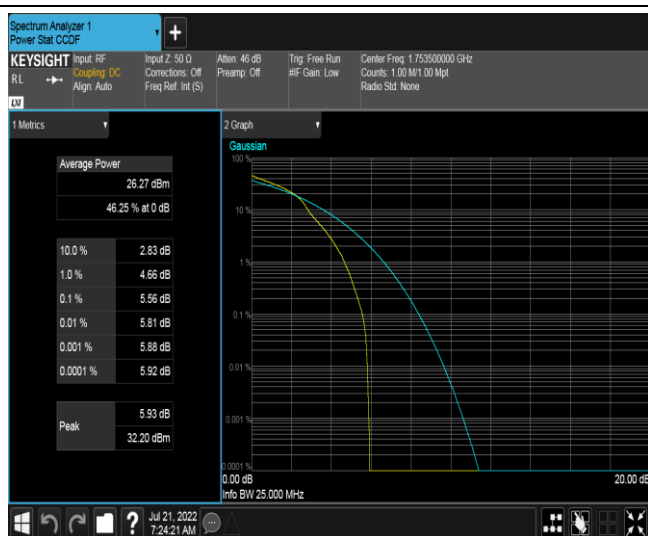 Spectrum Analyzer 1
Power Stat CCDF
+
KEYSIGHT
RL
LXI
Input: RF
Coupling: DC
Align: Auto
Input Z: 50 Ω
Corrections: Off
Freq Ref: Int (S)
Atten: 46 dB
Preamp: Off
Trig: Free Run
#IF Gain: Low
Center Freq: 1.753500000 GHz
Counts: 1.00 M/1.00 Mpt
Radio Std: None
1 Metrics
Average Power
26.27 dBm
46.25 % at 0 dB
10.0 % 2.83 dB
1.0 % 4.66 dB
0.1 % 5.56 dB
0.01 % 5.81 dB
0.001 % 5.88 dB
0.0001 % 5.92 dB
Peak
5.93 dB
32.20 dBm
2 Graph
Gaussian
100 %
10 %
1 %
0.1 %
0.01 %
0.001 %
0.0001 %
0.00 dB 20.00 dB
Info BW 25.000 MHz
?
Jul 21, 2022
7:24:21 AM